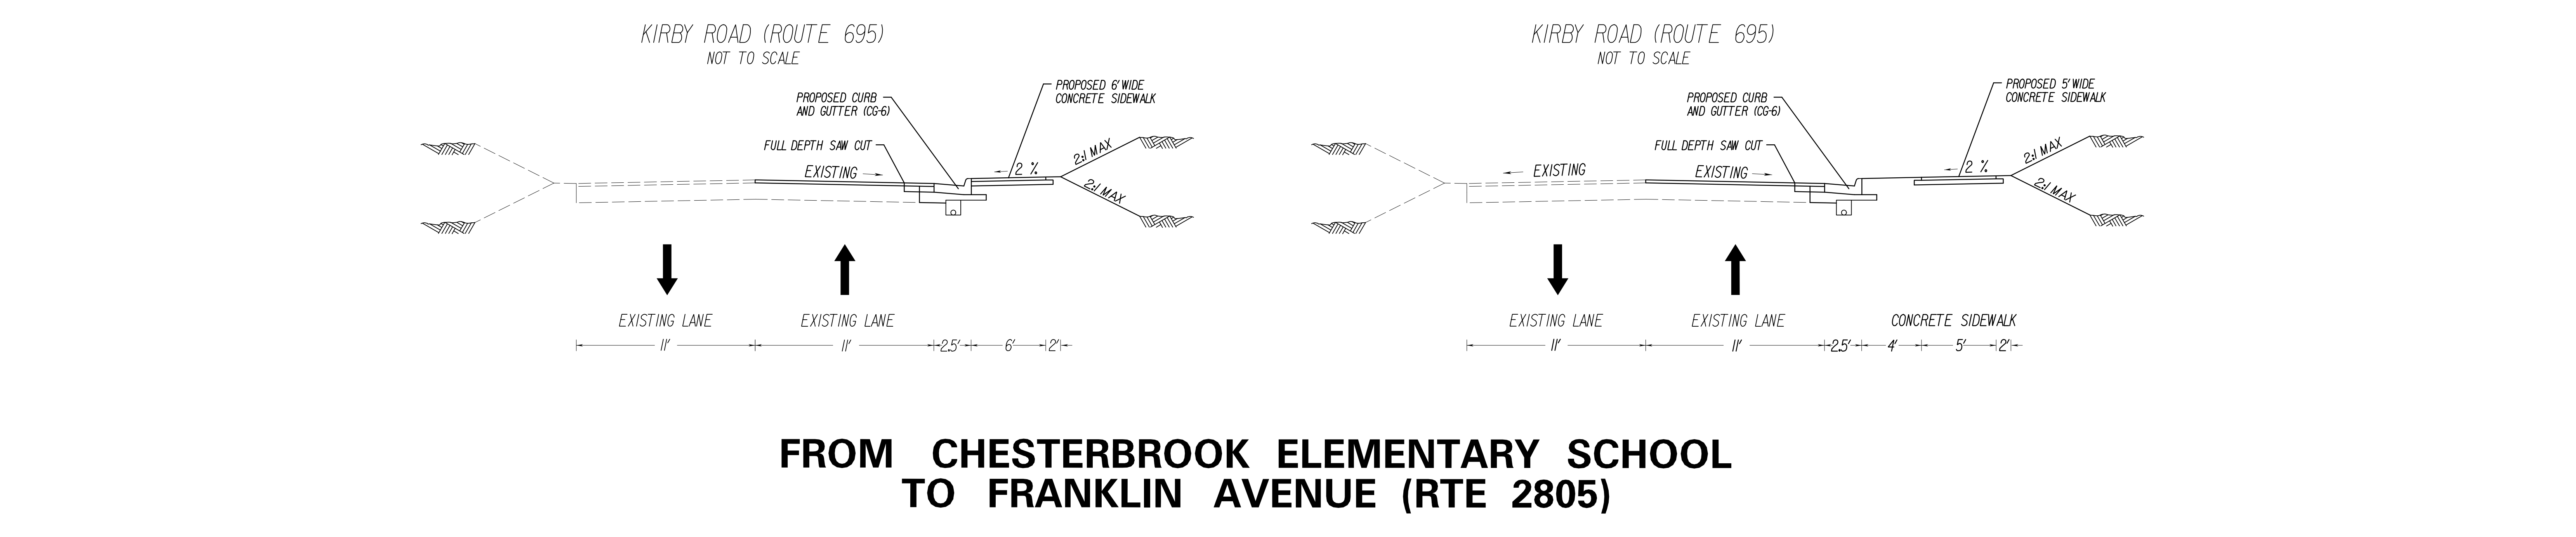 KIRBY ROAD (ROUTE 695)
NOT TO SCALE
PROPOSED 6' WIDE
CONCRETE SIDEWALK
PROPOSED CURB
AND GUTTER (CG-6)
FULL DEPTH SAW CUT
EXISTING
2 %
2:1 MAX
2:1 MAX
EXISTING LANE
EXISTING LANE
11'
11'
2.5'
6'
2'
KIRBY ROAD (ROUTE 695)
NOT TO SCALE
PROPOSED 5' WIDE
CONCRETE SIDEWALK
PROPOSED CURB
AND GUTTER (CG-6)
FULL DEPTH SAW CUT
EXISTING
EXISTING
2 %
2:1 MAX
2:1 MAX
EXISTING LANE
EXISTING LANE
CONCRETE SIDEWALK
11'
11'
2.5'
4'
5'
2'
FROM CHESTERBROOK ELEMENTARY SCHOOL
TO FRANKLIN AVENUE (RTE 2805)